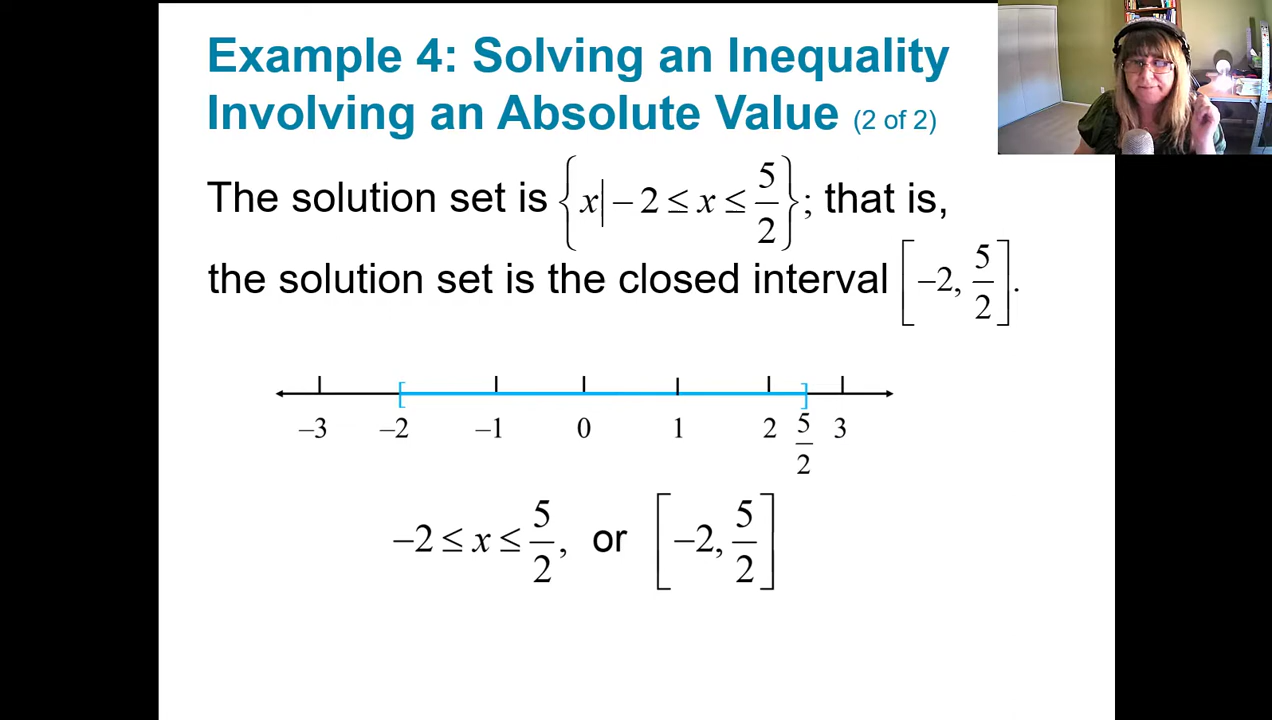 Example 4: Solving an Inequality
Involving an Absolute Value (2 of 2)
The solution set is {x| −2 ≤ x ≤ 5/2}; that is,
the solution set is the closed interval [−2, 5/2].
−3 −2 −1 0 1 2 5/2 3
−2 ≤ x ≤ 5/2, or [−2, 5/2]